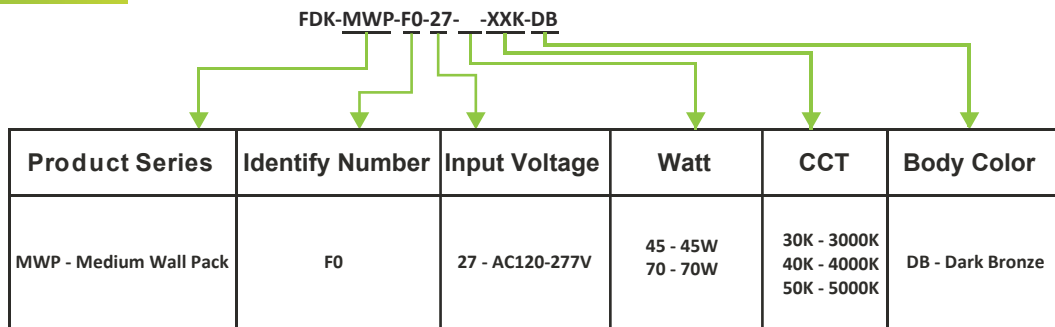 FDK-MWP-F0-27- -XXK-DB
Product Series Identify Number Input Voltage Watt CCT Body Color
MWP - Medium Wall Pack F0 27 - AC120-277V 45 - 45W 30K - 3000K DB - Dark Bronze
70 - 70W 40K - 4000K
50K - 5000K